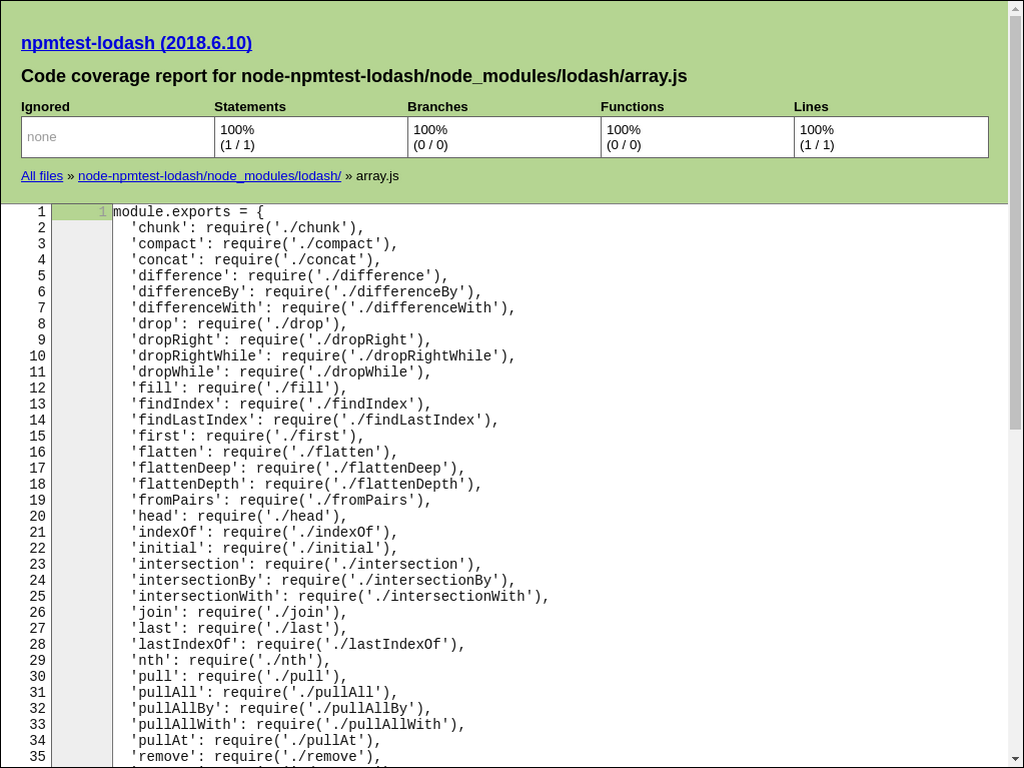 npmtest-lodash (2018.6.10)
Code coverage report for node-npmtest-lodash/node_modules/lodash/array.js
Ignored Statements Branches Functions Lines
none 100% (1 / 1) 100% (0 / 0) 100% (0 / 0) 100% (1 / 1)
All files » node-npmtest-lodash/node_modules/lodash/ » array.js
1 1 module.exports = {
2 'chunk': require('./chunk'),
3 'compact': require('./compact'),
4 'concat': require('./concat'),
5 'difference': require('./difference'),
6 'differenceBy': require('./differenceBy'),
7 'differenceWith': require('./differenceWith'),
8 'drop': require('./drop'),
9 'dropRight': require('./dropRight'),
10 'dropRightWhile': require('./dropRightWhile'),
11 'dropWhile': require('./dropWhile'),
12 'fill': require('./fill'),
13 'findIndex': require('./findIndex'),
14 'findLastIndex': require('./findLastIndex'),
15 'first': require('./first'),
16 'flatten': require('./flatten'),
17 'flattenDeep': require('./flattenDeep'),
18 'flattenDepth': require('./flattenDepth'),
19 'fromPairs': require('./fromPairs'),
20 'head': require('./head'),
21 'indexOf': require('./indexOf'),
22 'initial': require('./initial'),
23 'intersection': require('./intersection'),
24 'intersectionBy': require('./intersectionBy'),
25 'intersectionWith': require('./intersectionWith'),
26 'join': require('./join'),
27 'last': require('./last'),
28 'lastIndexOf': require('./lastIndexOf'),
29 'nth': require('./nth'),
30 'pull': require('./pull'),
31 'pullAll': require('./pullAll'),
32 'pullAllBy': require('./pullAllBy'),
33 'pullAllWith': require('./pullAllWith'),
34 'pullAt': require('./pullAt'),
35 'remove': require('./remove'),